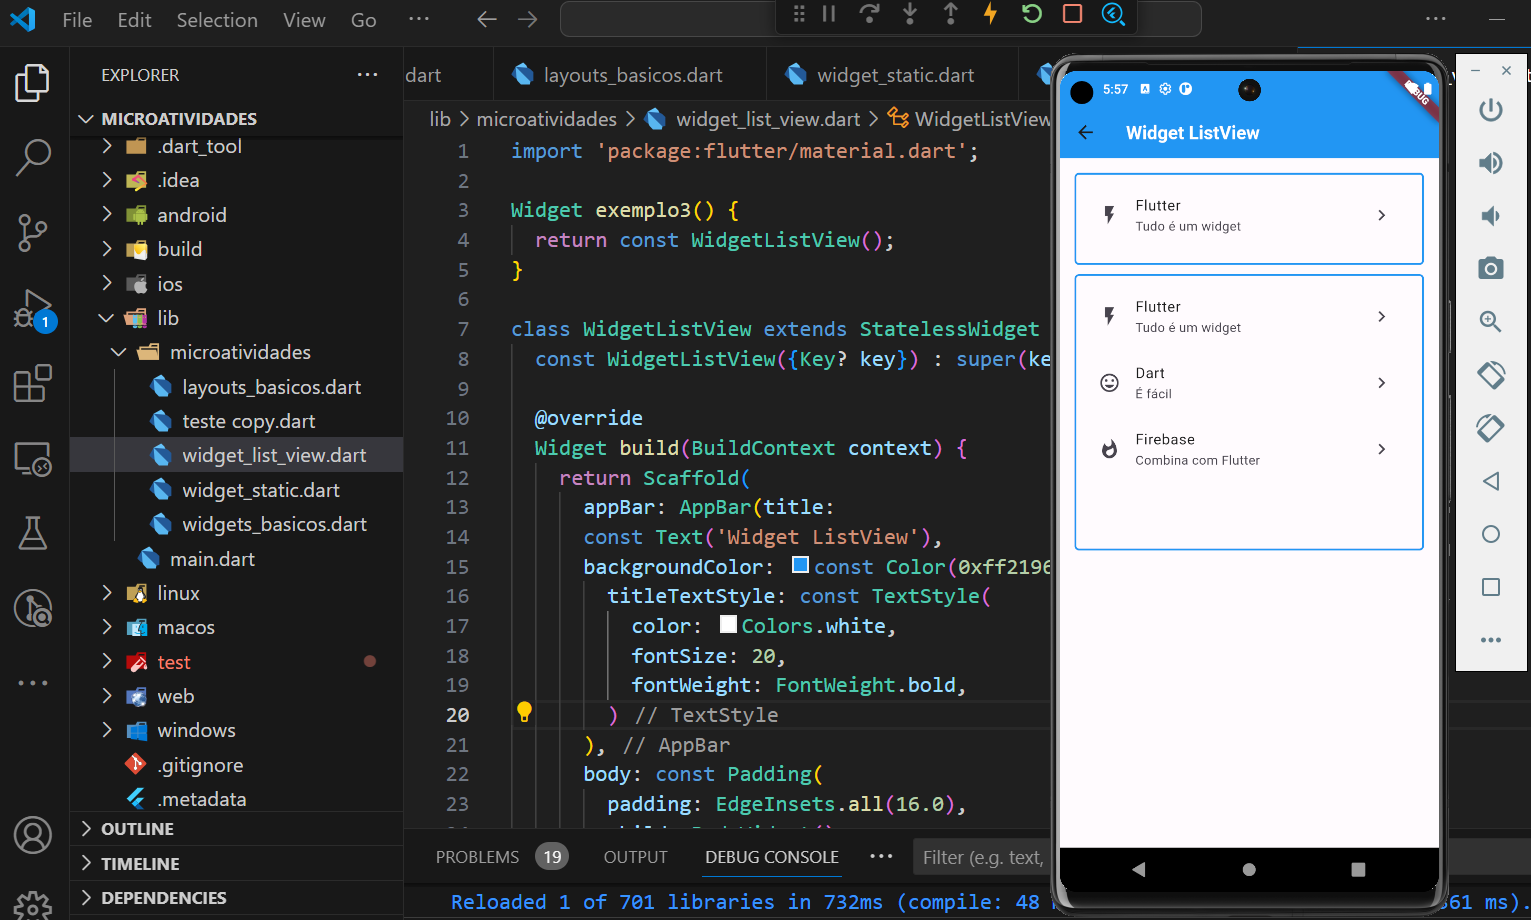 File Edit Selection View Go ...
EXPLORER ...
MICROATIVIDADES
.dart_tool
.idea
android
build
ios
lib
microatividades
layouts_basicos.dart
teste copy.dart
widget_list_view.dart
widget_static.dart
widgets_basicos.dart
main.dart
linux
macos
test
web
windows
.gitignore
.metadata
OUTLINE
TIMELINE
DEPENDENCIES
1
dart layouts_basicos.dart widget_static.dart
lib > microatividades > widget_list_view.dart > WidgetListView
1 import 'package:flutter/material.dart';
2
3 Widget exemplo3() {
4 return const WidgetListView();
5 }
6
7 class WidgetListView extends StatelessWidget
8 const WidgetListView({Key? key}) : super(ke
9
10 @override
11 Widget build(BuildContext context) {
12 return Scaffold(
13 appBar: AppBar(title:
14 const Text('Widget ListView'),
15 backgroundColor: const Color(0xff2196
16 titleTextStyle: const TextStyle(
17 color: Colors.white,
18 fontSize: 20,
19 fontWeight: FontWeight.bold,
20 ) // TextStyle
21 ), // AppBar
22 body: const Padding(
23 padding: EdgeInsets.all(16.0),
PROBLEMS 19 OUTPUT DEBUG CONSOLE ... Filter (e.g. text,
Reloaded 1 of 701 libraries in 732ms (compile: 48 361 ms).
5:57
Widget ListView
Flutter
Tudo é um widget
Flutter
Tudo é um widget
Dart
É fácil
Firebase
Combina com Flutter